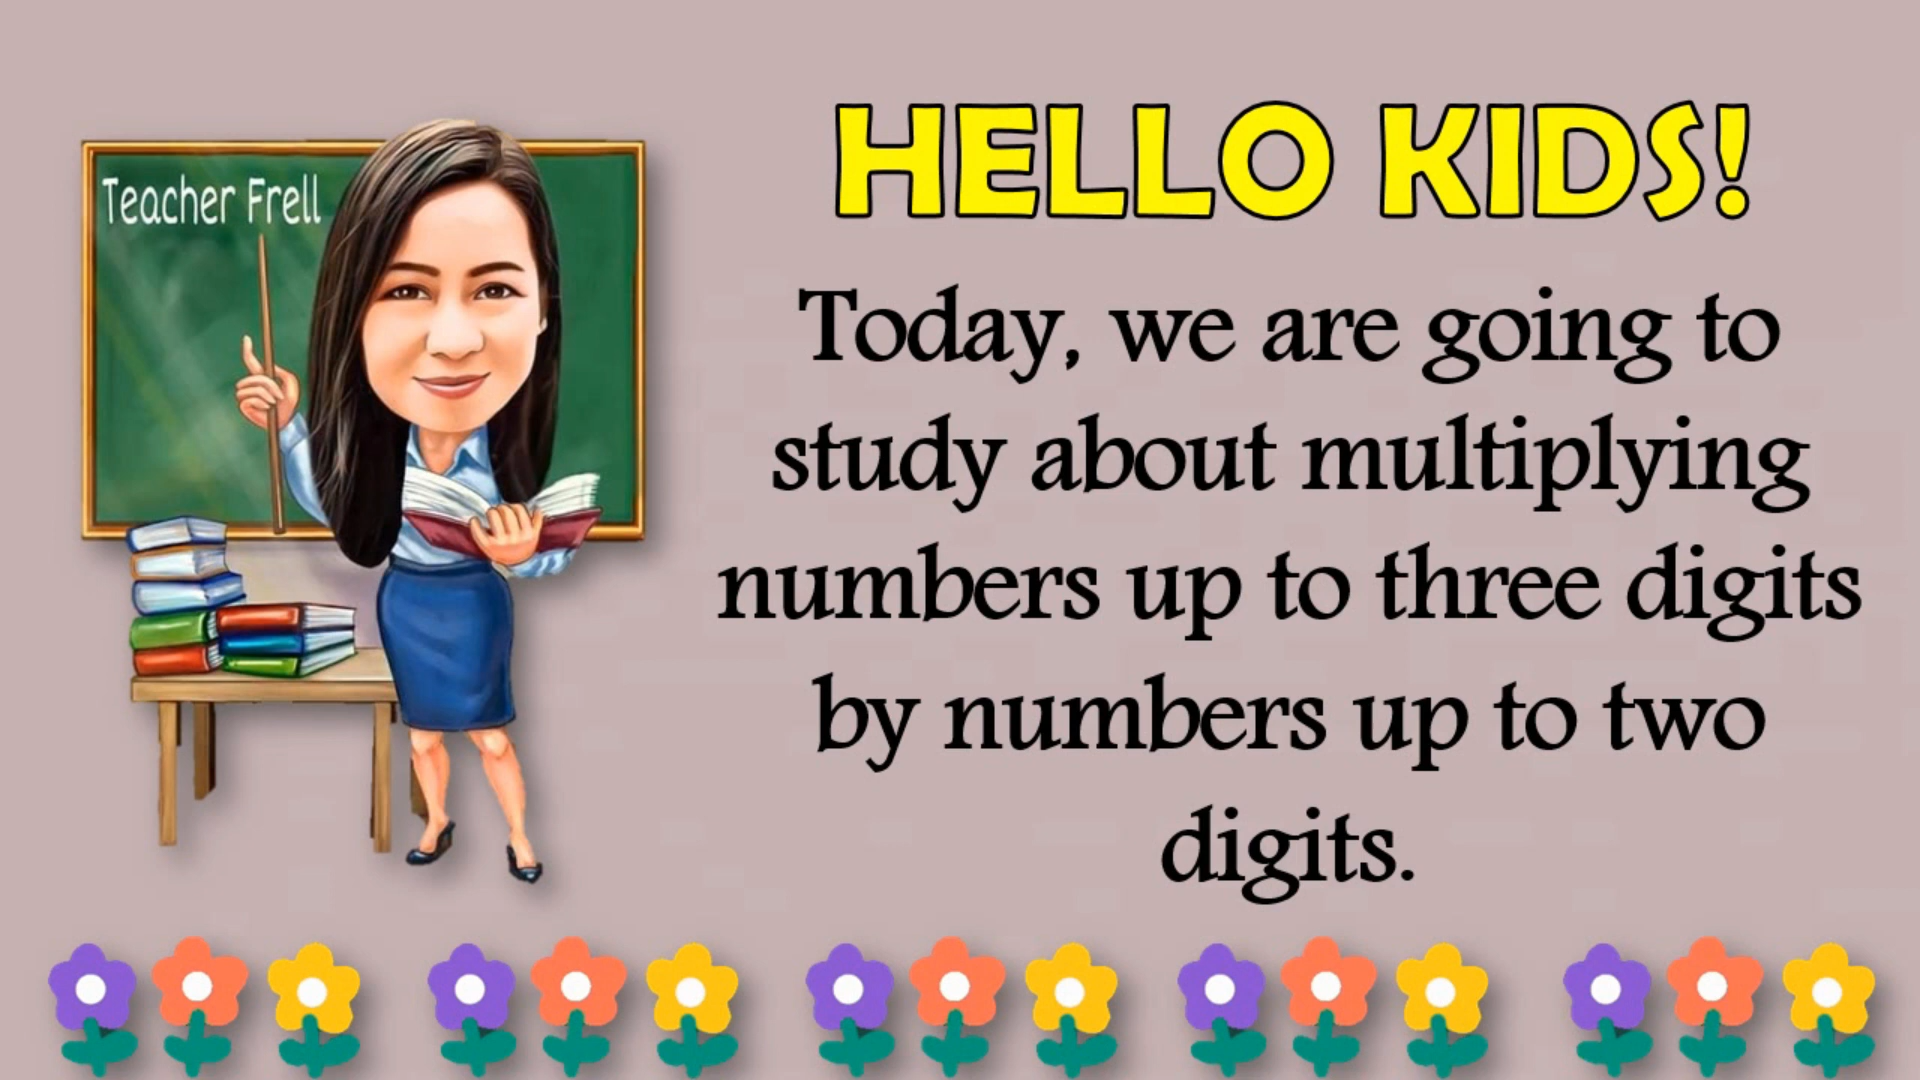 Teacher Frell
HELLO KIDS!
Today, we are going to
study about multiplying
numbers up to three digits
by numbers up to two
digits.